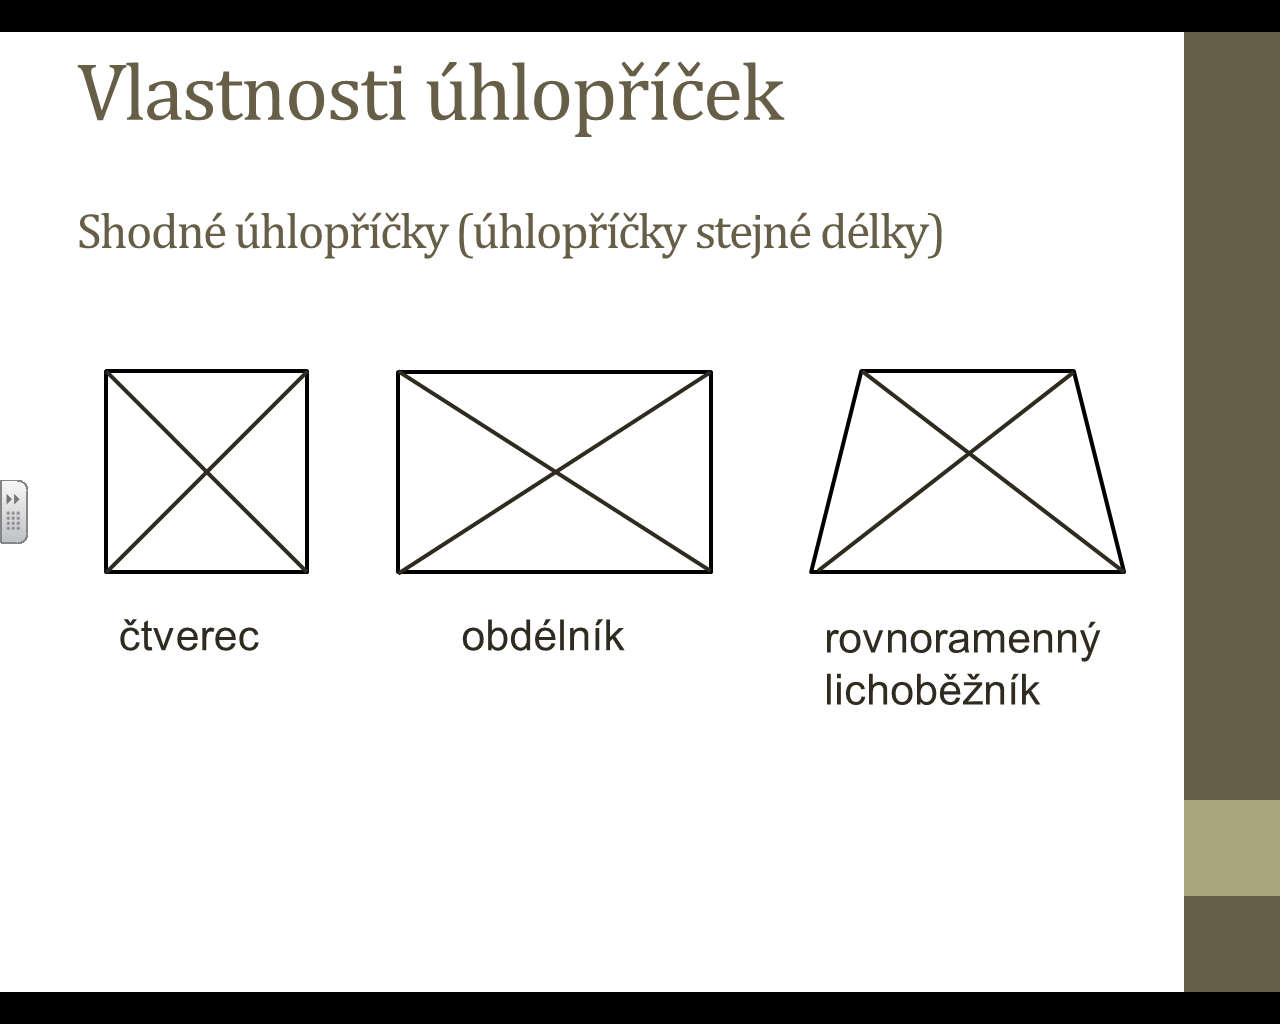 Vlastnosti úhlopříček
Shodné úhlopříčky (úhlopříčky stejné délky)
čtverec
obdélník
rovnoramenný
lichoběžník